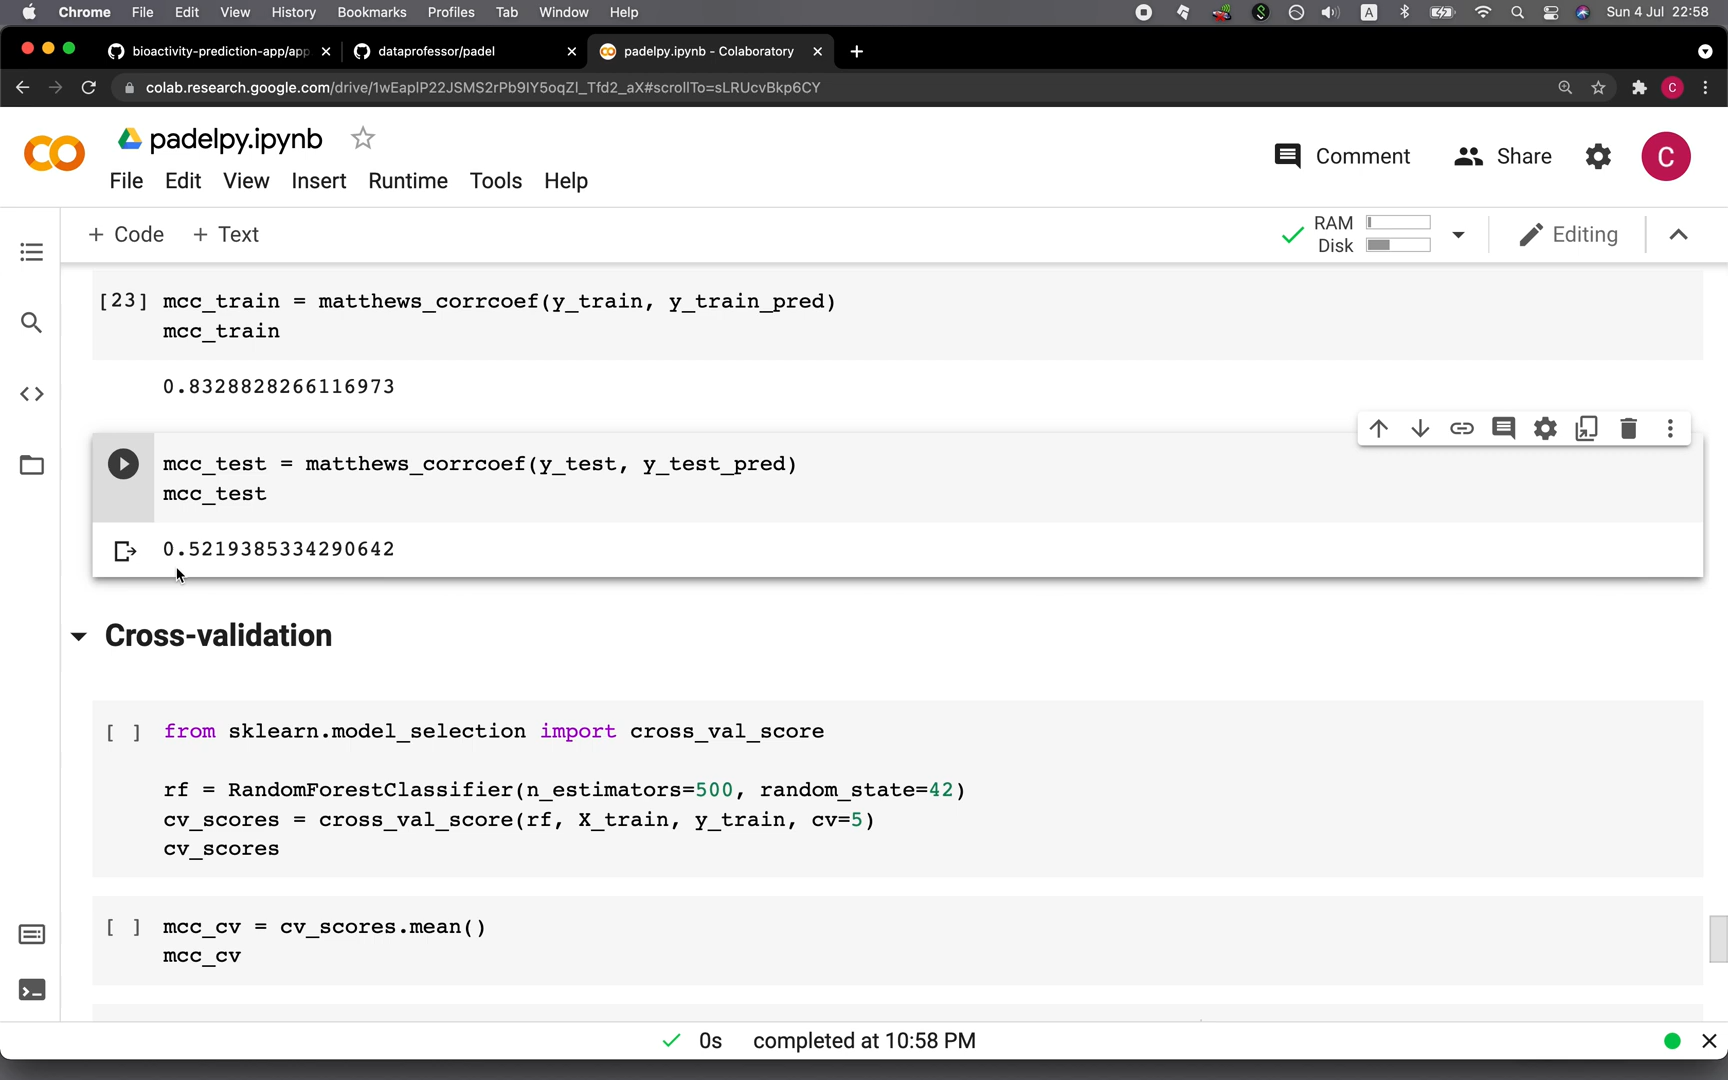 Chrome File Edit View History Bookmarks Profiles Tab Window Help A Sun 4 Jul 22:58
bioactivity-prediction-app/app dataprofessor/padel padelpy.ipynb - Colaboratory
colab.research.google.com/drive/1wEaplP22JSMS2rPb9IY5oqZl_Tfd2_aX#scrollTo=sLRUcvBkp6CY C
padelpy.ipynb
Comment Share C
File Edit View Insert Runtime Tools Help
+ Code + Text
RAM
Disk
Editing
[23] mcc_train = matthews_corrcoef(y_train, y_train_pred)
mcc_train
0.8328828266116973
mcc_test = matthews_corrcoef(y_test, y_test_pred)
mcc_test
0.5219385334290642
Cross-validation
[ ] from sklearn.model_selection import cross_val_score
rf = RandomForestClassifier(n_estimators=500, random_state=42)
cv_scores = cross_val_score(rf, X_train, y_train, cv=5)
cv_scores
[ ] mcc_cv = cv_scores.mean()
mcc_cv
0s completed at 10:58 PM